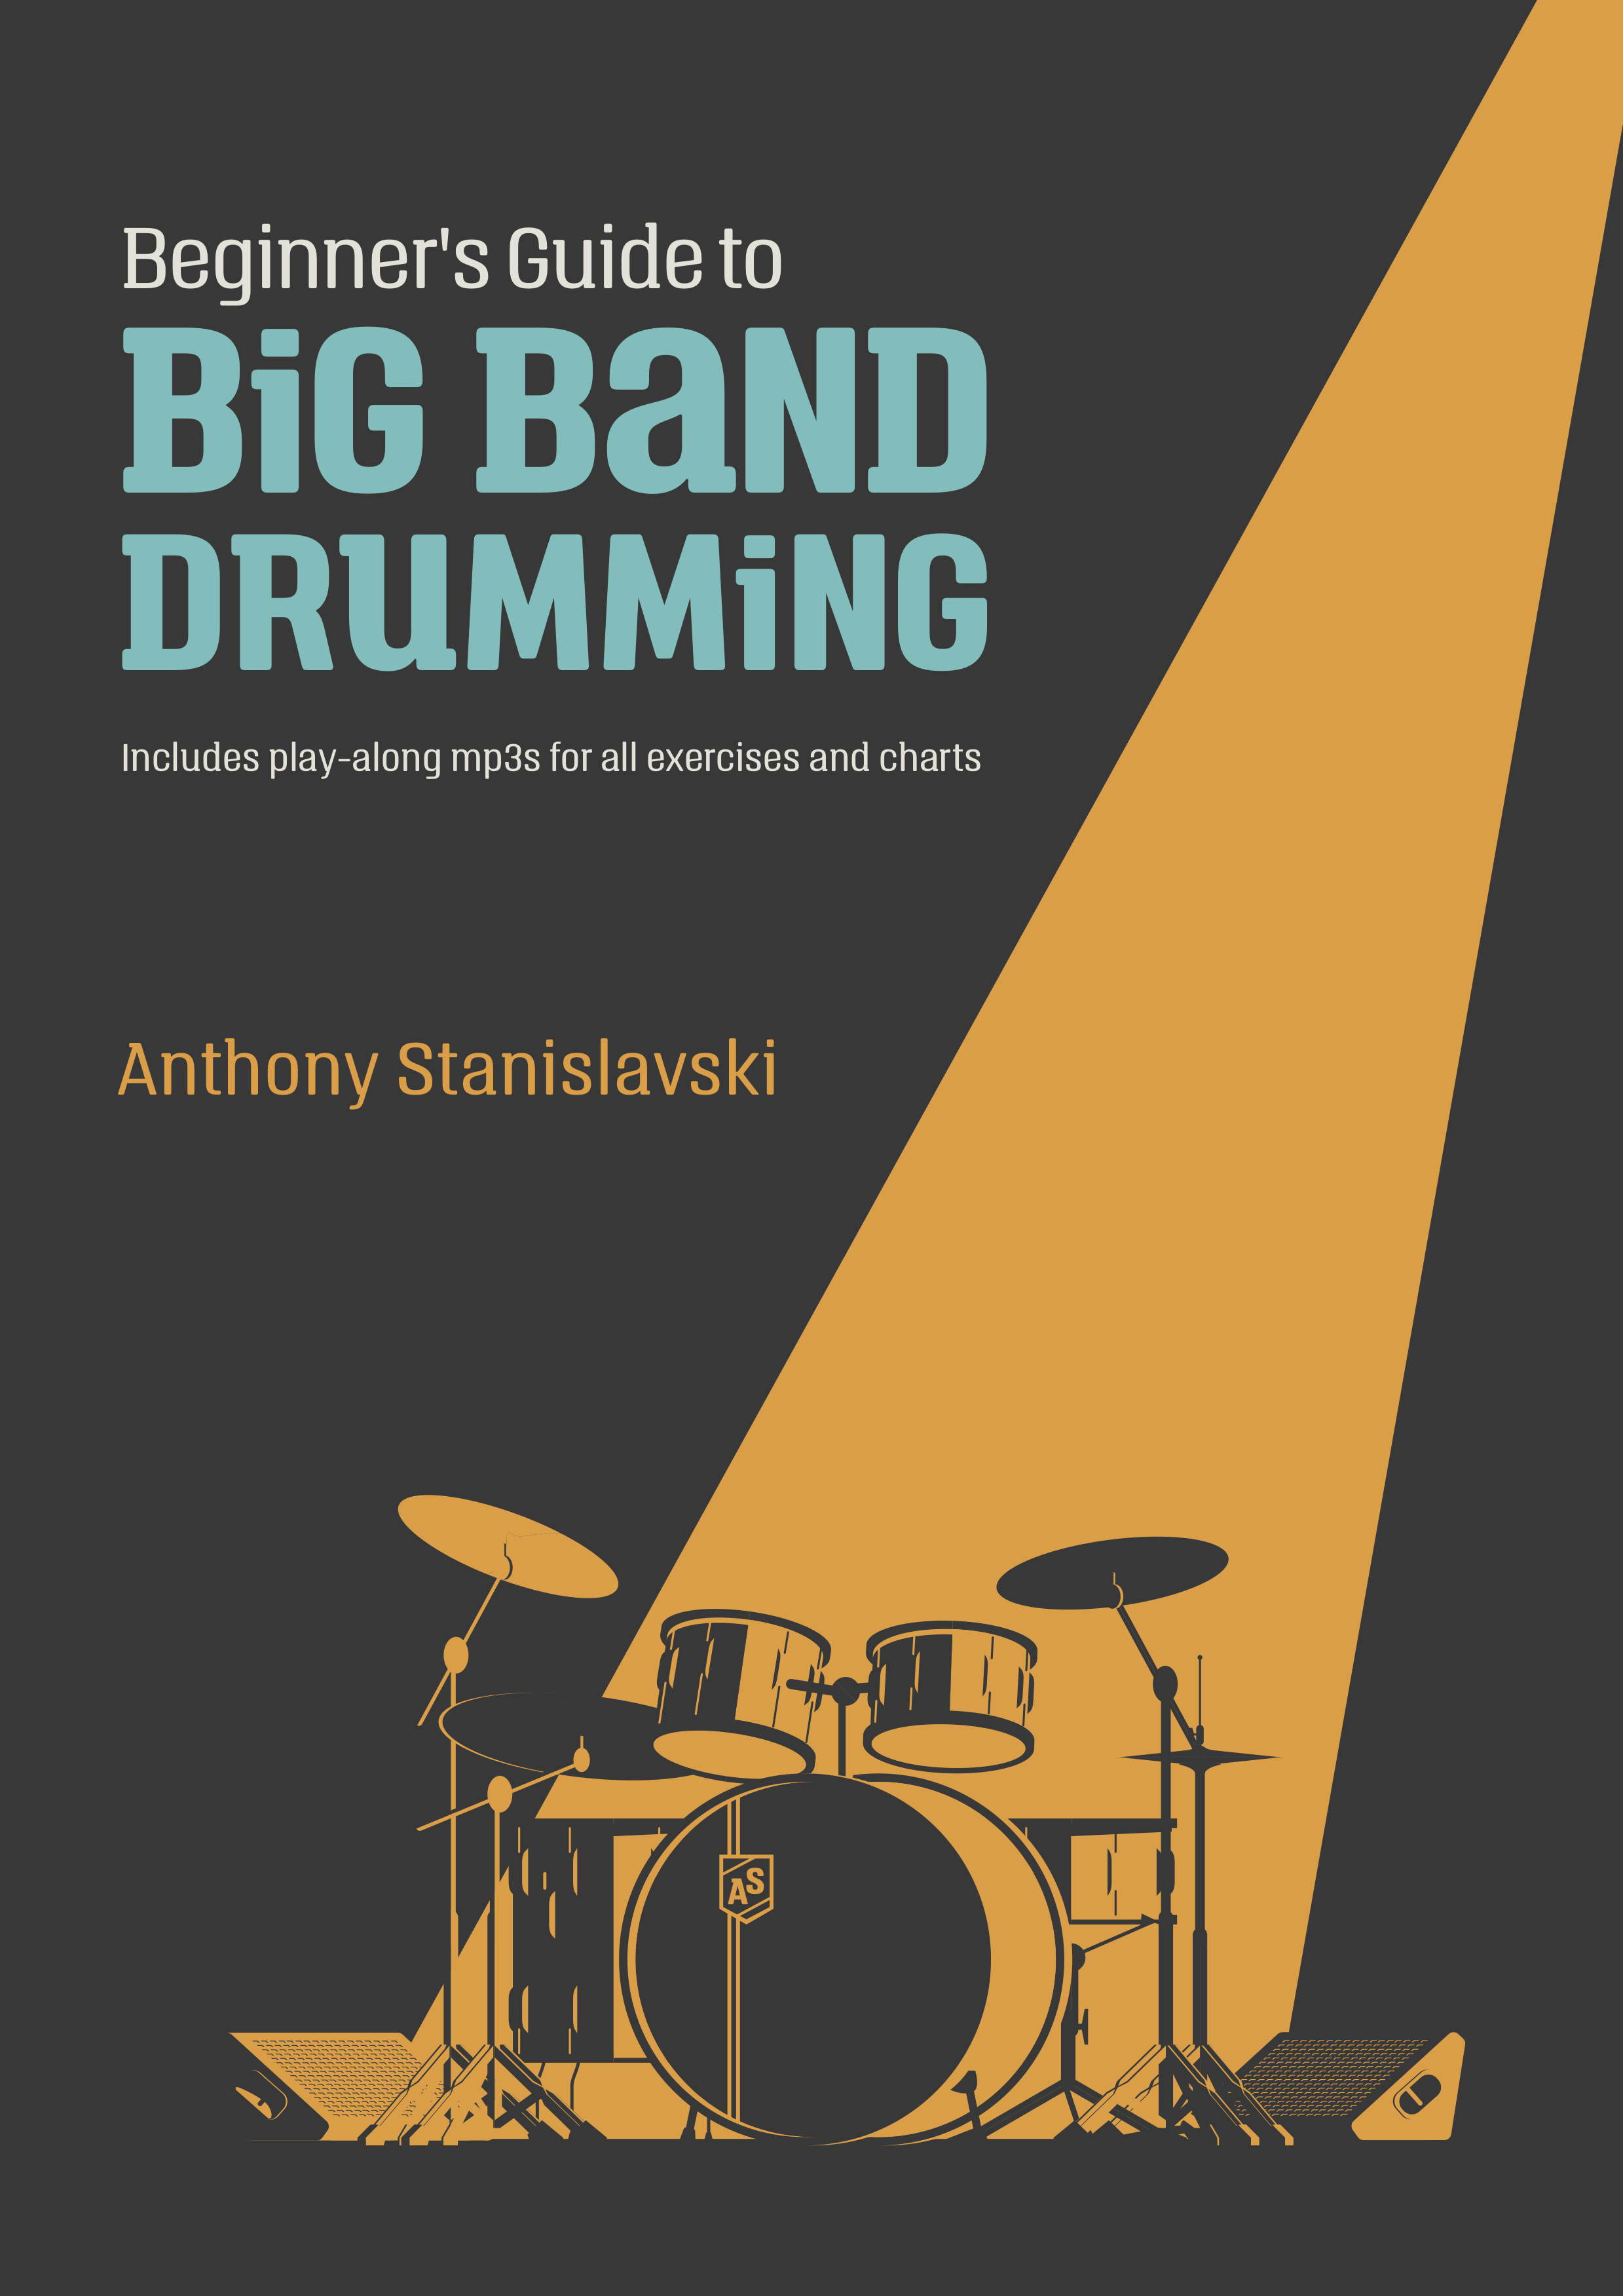 Beginner's Guide to
BiG BaND
DRuMMiNG
Includes play-along mp3s for all exercises and charts
Anthony Stanislavski
AS